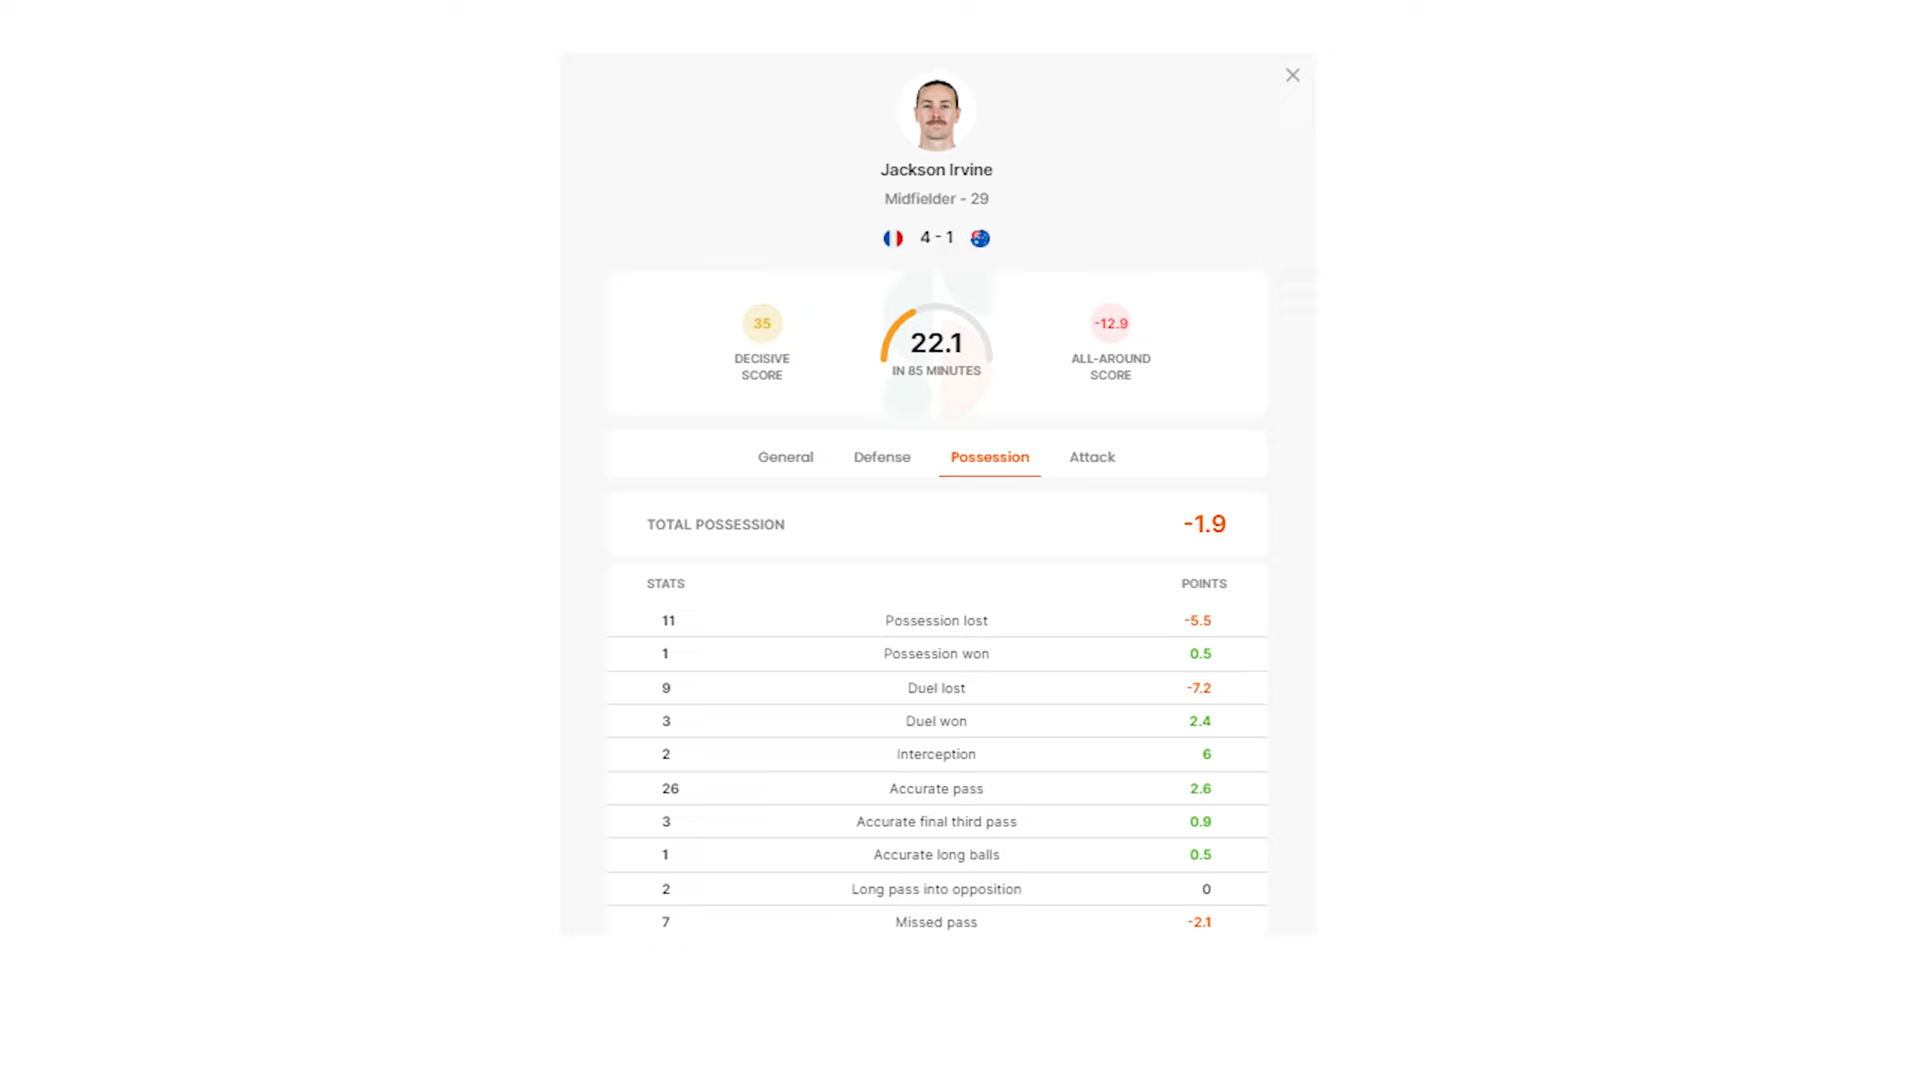 Jackson Irvine
Midfielder - 29
4 - 1
35
DECISIVE
SCORE
22.1
IN 85 MINUTES
-12.9
ALL-AROUND
SCORE
General Defense Possession Attack
TOTAL POSSESSION -1.9
STATS POINTS
11 Possession lost -5.5
1 Possession won 0.5
9 Duel lost -7.2
3 Duel won 2.4
2 Interception 6
26 Accurate pass 2.6
3 Accurate final third pass 0.9
1 Accurate long balls 0.5
2 Long pass into opposition 0
7 Missed pass -2.1